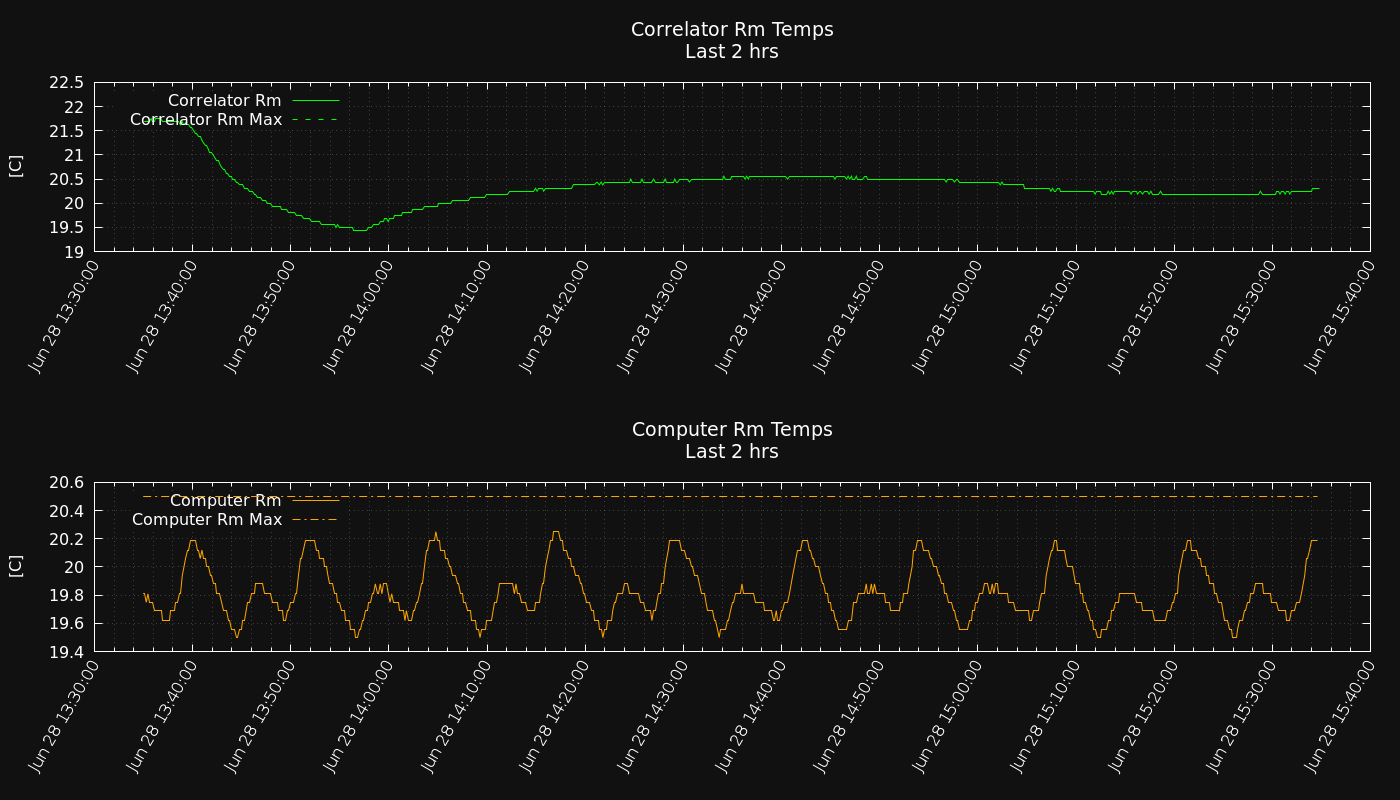 Correlator Rm Temps
Last 2 hrs
22.5
22
21.5
21
20.5
20
19.5
19
[C]
Correlator Rm
Correlator Rm Max
Jun 28 13:30:00
Jun 28 13:40:00
Jun 28 13:50:00
Jun 28 14:00:00
Jun 28 14:10:00
Jun 28 14:20:00
Jun 28 14:30:00
Jun 28 14:40:00
Jun 28 14:50:00
Jun 28 15:00:00
Jun 28 15:10:00
Jun 28 15:20:00
Jun 28 15:30:00
Jun 28 15:40:00
Computer Rm Temps
Last 2 hrs
20.6
20.4
20.2
20
19.8
19.6
19.4
[C]
Computer Rm
Computer Rm Max
Jun 28 13:30:00
Jun 28 13:40:00
Jun 28 13:50:00
Jun 28 14:00:00
Jun 28 14:10:00
Jun 28 14:20:00
Jun 28 14:30:00
Jun 28 14:40:00
Jun 28 14:50:00
Jun 28 15:00:00
Jun 28 15:10:00
Jun 28 15:20:00
Jun 28 15:30:00
Jun 28 15:40:00